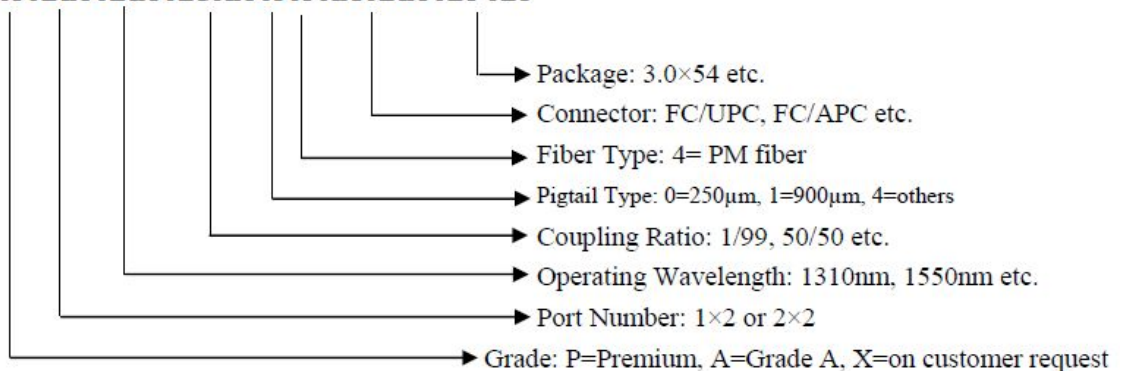 Package: 3.0×54 etc.
Connector: FC/UPC, FC/APC etc.
Fiber Type: 4= PM fiber
Pigtail Type: 0=250μm, 1=900μm, 4=others
Coupling Ratio: 1/99, 50/50 etc.
Operating Wavelength: 1310nm, 1550nm etc.
Port Number: 1×2 or 2×2
Grade: P=Premium, A=Grade A, X=on customer request